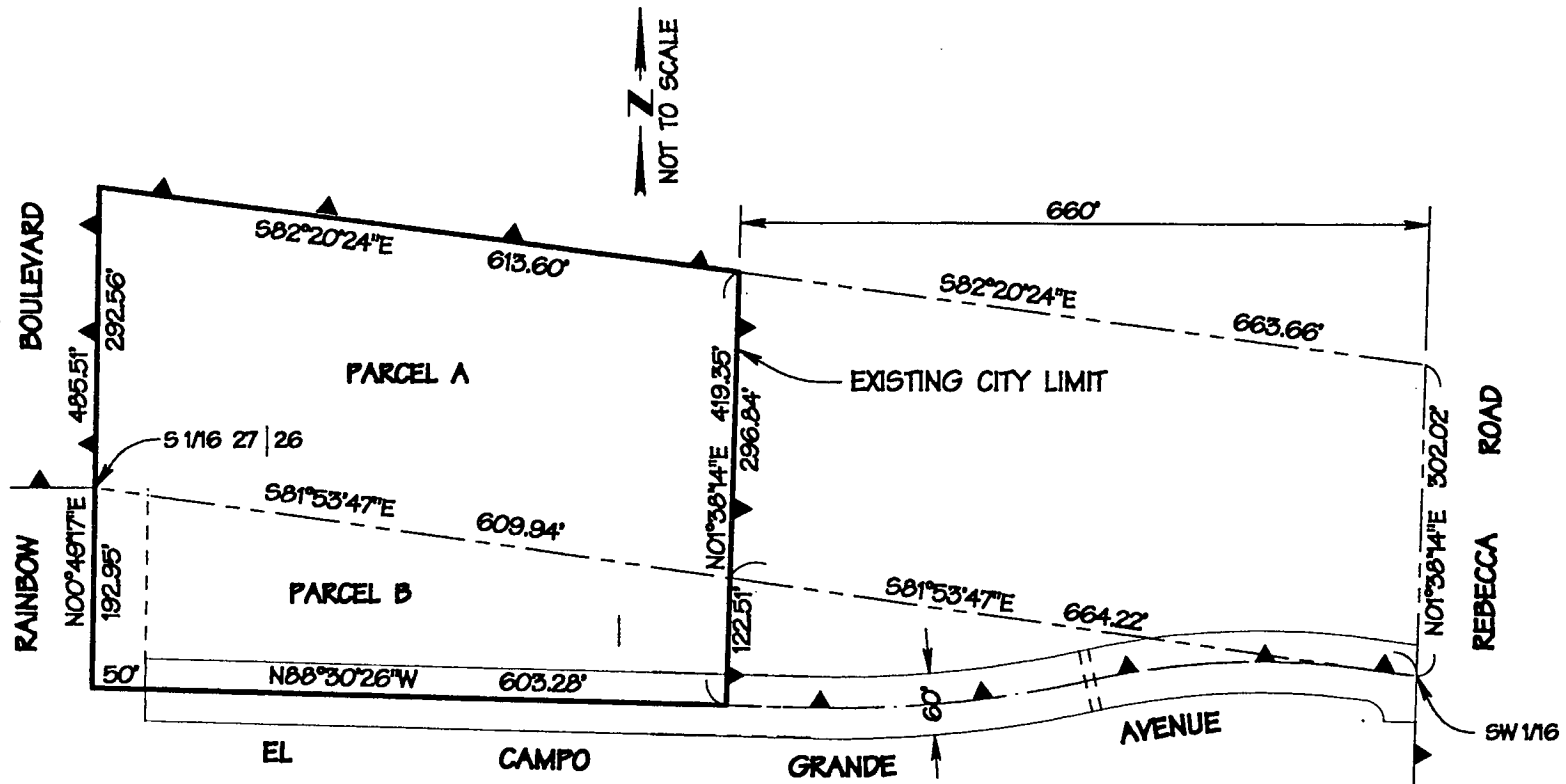 N
NOT TO SCALE
660'
BOULEVARD
S82°20'24"E
613.60'
S82°20'24"E
663.66'
292.56'
485.51'
PARCEL A
419.35'
296.84'
N01°38'14"E
EXISTING CITY LIMIT
302.02'
N01°38'14"E
ROAD
REBECCA
S 1/16 27 | 26
S81°53'47"E
609.94'
RAINBOW
N00°49'17"E
192.95'
PARCEL B
122.51'
S81°53'47"E
664.22'
50'
N88°30'26"W
603.28'
60'
EL CAMPO GRANDE AVENUE
SW 1/16